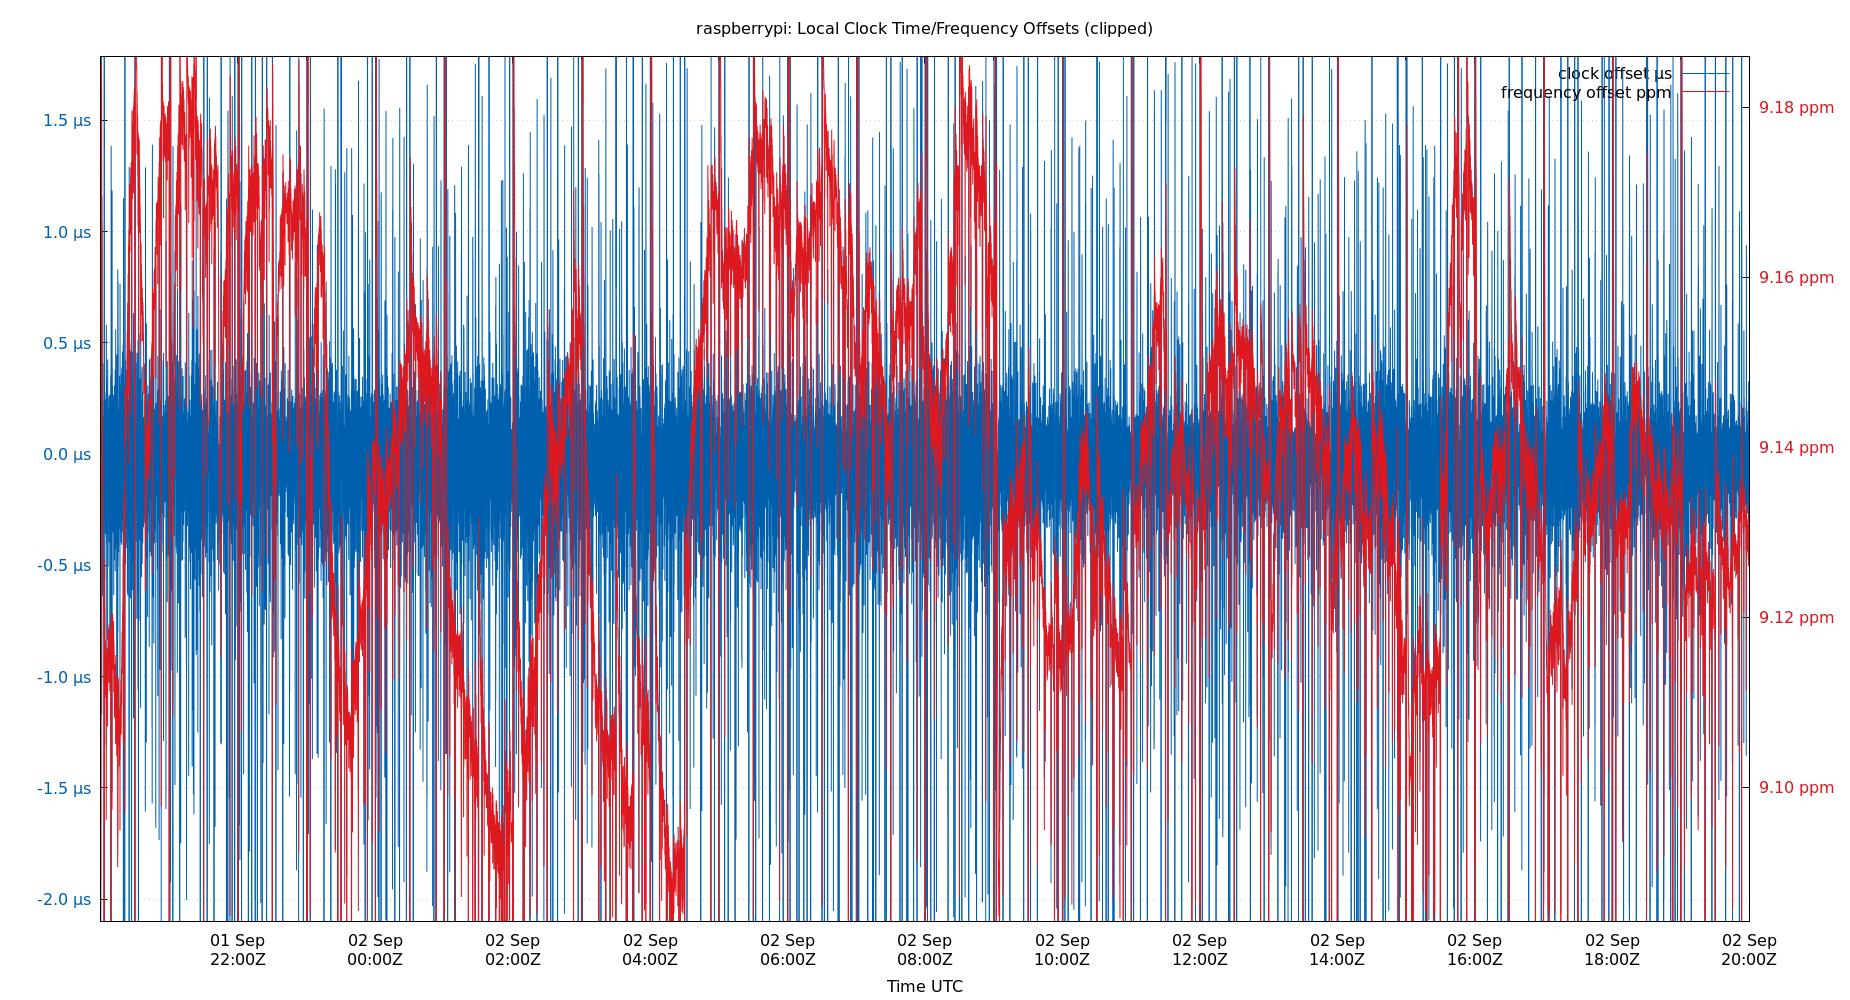 raspberrypi: Local Clock Time/Frequency Offsets (clipped)
clock offset µs
frequency offset ppm
1.5 µs
1.0 µs
0.5 µs
0.0 µs
-0.5 µs
-1.0 µs
-1.5 µs
-2.0 µs
9.18 ppm
9.16 ppm
9.14 ppm
9.12 ppm
9.10 ppm
01 Sep
22:00Z
02 Sep
00:00Z
02 Sep
02:00Z
02 Sep
04:00Z
02 Sep
06:00Z
02 Sep
08:00Z
02 Sep
10:00Z
02 Sep
12:00Z
02 Sep
14:00Z
02 Sep
16:00Z
02 Sep
18:00Z
02 Sep
20:00Z
Time UTC